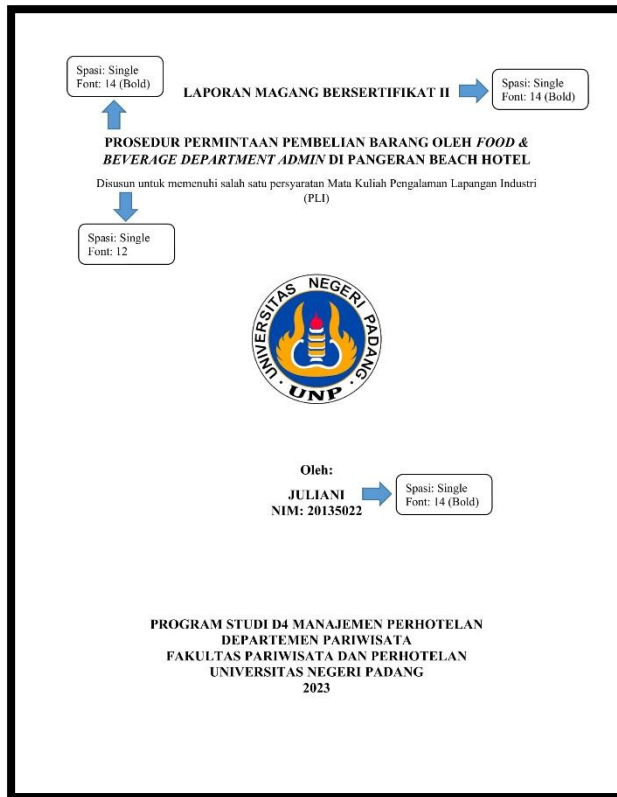 Spasi: Single
Font: 14 (Bold)
LAPORAN MAGANG BERSERTIFIKAT II
Spasi: Single
Font: 14 (Bold)
PROSEDUR PERMINTAAN PEMBELIAN BARANG OLEH FOOD &
BEVERAGE DEPARTMENT ADMIN DI PANGERAN BEACH HOTEL
Disusun untuk memenuhi salah satu persyaratan Mata Kuliah Pengalaman Lapangan Industri
(PLI)
Spasi: Single
Font: 12
UNIVERSITAS NEGERI PADANG
UNP
Oleh:
JULIANI
NIM: 20135022
Spasi: Single
Font: 14 (Bold)
PROGRAM STUDI D4 MANAJEMEN PERHOTELAN
DEPARTEMEN PARIWISATA
FAKULTAS PARIWISATA DAN PERHOTELAN
UNIVERSITAS NEGERI PADANG
2023